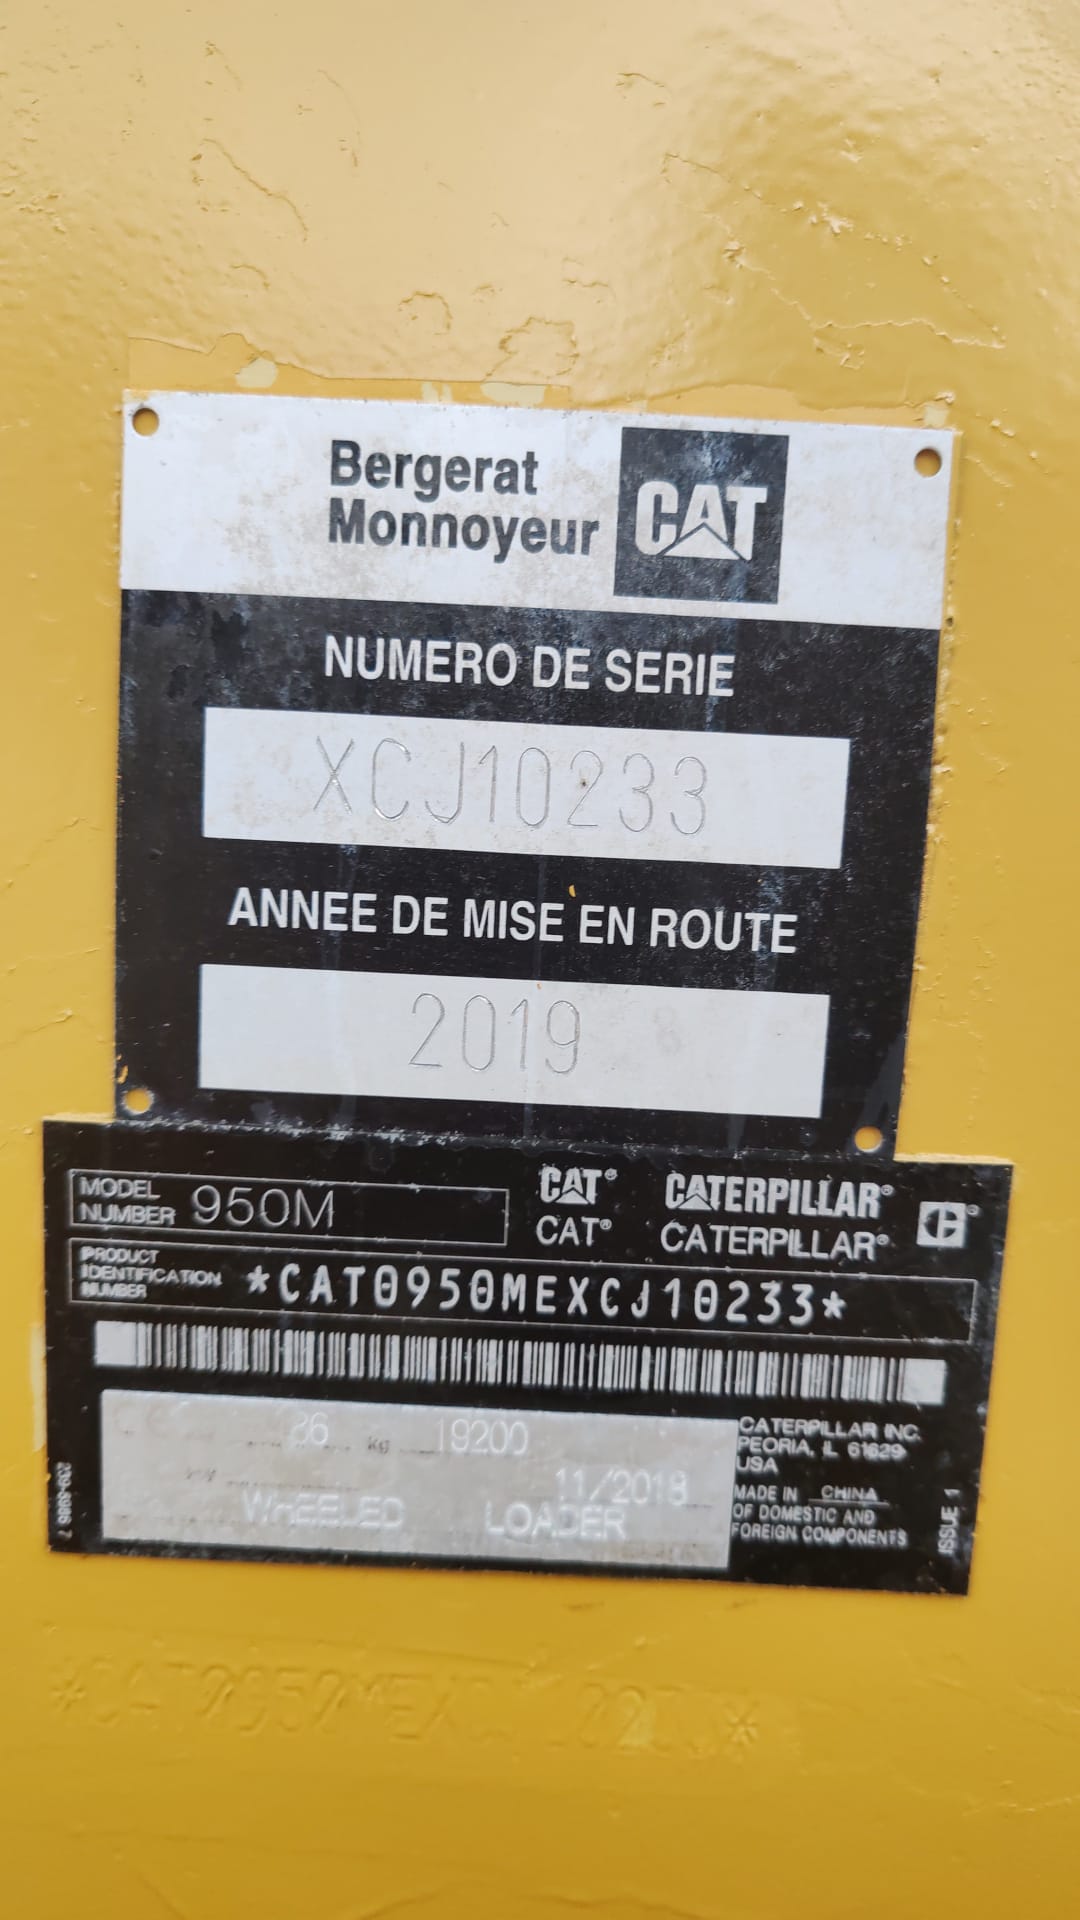 Bergerat
Monnoyeur
CAT
NUMERO DE SERIE
XCJ10233
ANNEE DE MISE EN ROUTE
2019
MODEL
NUMBER 950M
CAT® CATERPILLAR®
CAT® CATERPILLAR®
PRODUCT
IDENTIFICATION
NUMBER
*CAT0950MEXCJ10233*
kg 19200
11/2018
WHEELED LOADER
CATERPILLAR INC.
PEORIA, IL 61629
USA
MADE IN CHINA
OF DOMESTIC AND
FOREIGN COMPONENTS
ISSUE 1